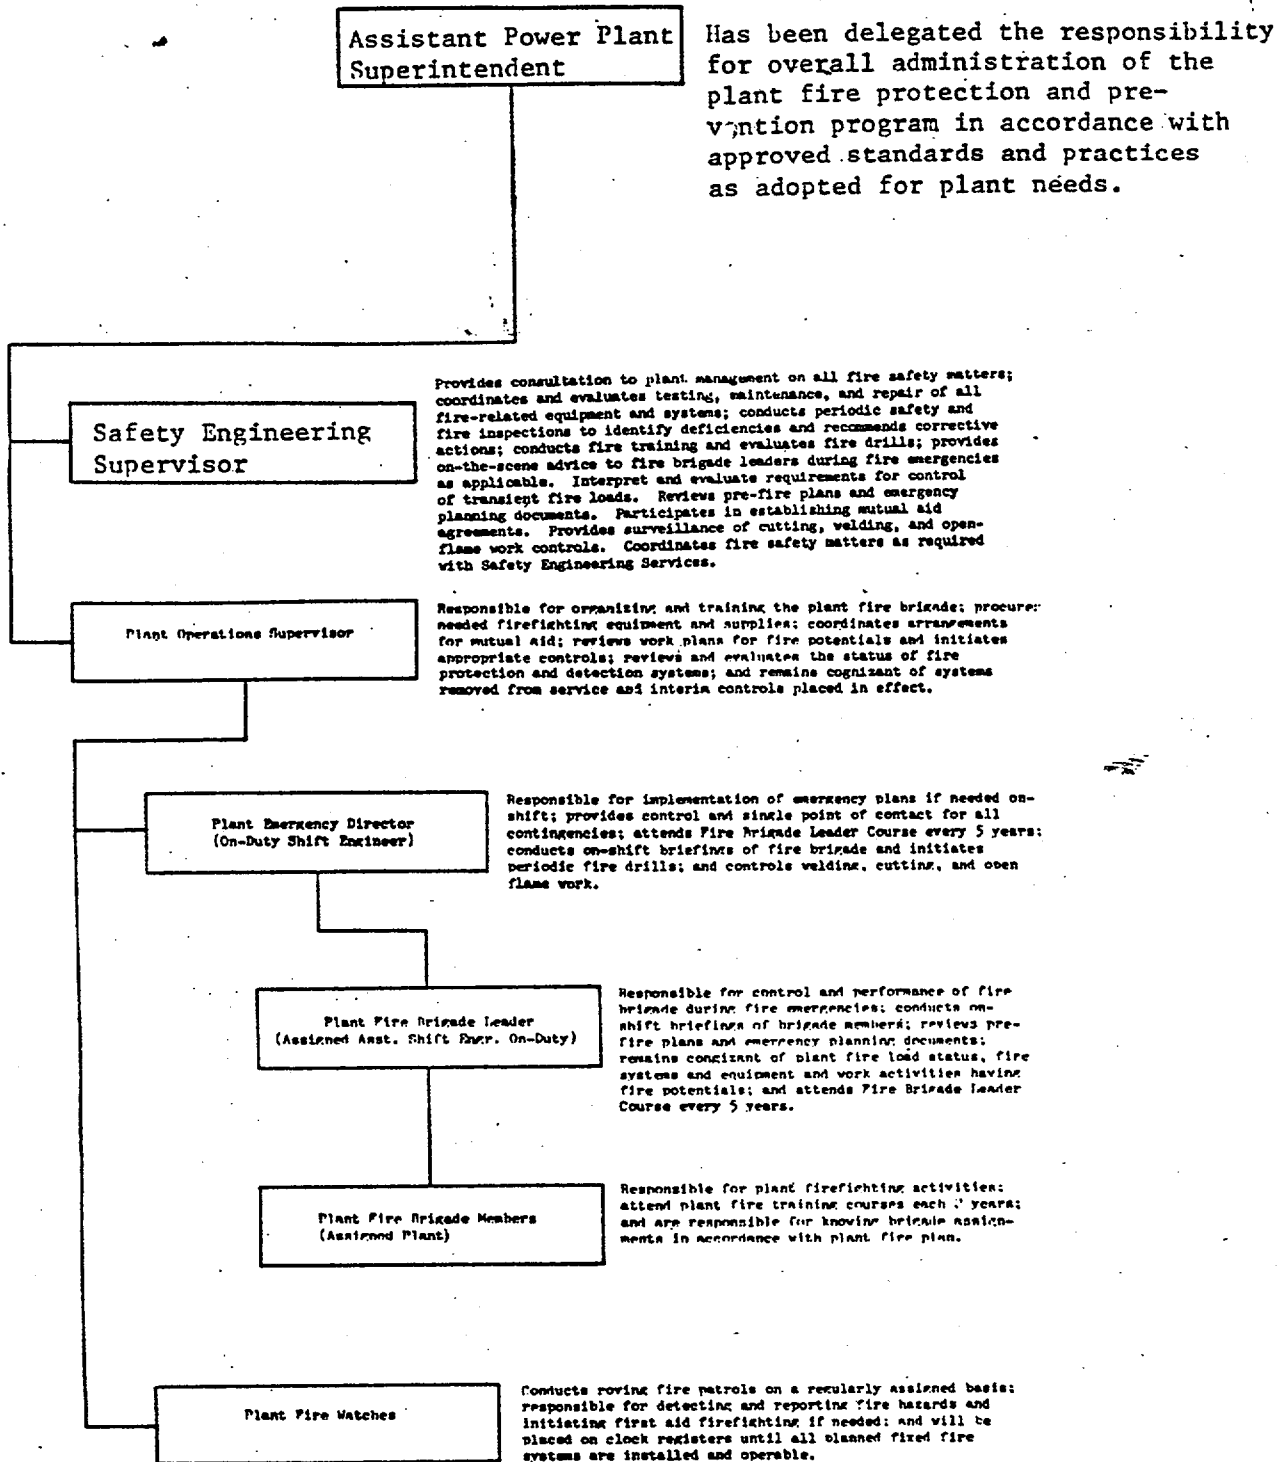 Assistant Power Plant
Superintendent
Has been delegated the responsibility
for overall administration of the
plant fire protection and pre-
vention program in accordance with
approved standards and practices
as adopted for plant needs.
Safety Engineering
Supervisor
Provides consultation to plant management on all fire safety matters;
coordinates and evaluates testing, maintenance, and repair of all
fire-related equipment and systems; conducts periodic safety and
fire inspections to identify deficiencies and recommends corrective
actions; conducts fire training and evaluates fire drills; provides
on-the-scene advice to fire brigade leaders during fire emergencies
as applicable. Interpret and evaluate requirements for control
of transient fire loads. Reviews pre-fire plans and emergency
planning documents. Participates in establishing mutual aid
agreements. Provides surveillance of cutting, welding, and open-
flame work controls. Coordinates fire safety matters as required
with Safety Engineering Services.
Plant Operations Supervisor
Responsible for organizing and training the plant fire brigade; procures
needed firefighting equipment and supplies; coordinates arrangements
for mutual aid; reviews work plans for fire potentials and initiates
appropriate controls; reviews and evaluates the status of fire
protection and detection systems; and remains cognizant of systems
removed from service and interim controls placed in effect.
Plant Emergency Director
(On-Duty Shift Engineer)
Responsible for implementation of emergency plans if needed on-
shift; provides control and single point of contact for all
contingencies; attends Fire Brigade Leader Course every 5 years;
conducts on-shift briefings of fire brigade and initiates
periodic fire drills; and controls welding, cutting, and open
flame work.
Plant Fire Brigade Leader
(Assigned Asst. Shift Engr. On-Duty)
Responsible for control and performance of fire
brigade during fire emergencies; conducts on-
shift briefings of brigade members; reviews pre-
fire plans and emergency planning documents;
remains congizant of plant fire load status, fire
systems and equipment and work activities having
fire potentials; and attends Fire Brigade Leader
Course every 5 years.
Plant Fire Brigade Members
(Assigned Plant)
Responsible for plant firefighting activities;
attend plant fire training courses each years;
and are responsible for knowing brigade assign-
ments in accordance with plant fire plan.
Plant Fire Watches
Conducts roving fire patrols on a regularly assigned basis;
responsible for detecting and reporting fire hazards and
initiating first aid firefighting if needed; and will be
placed on clock registers until all planned fixed fire
systems are installed and operable.